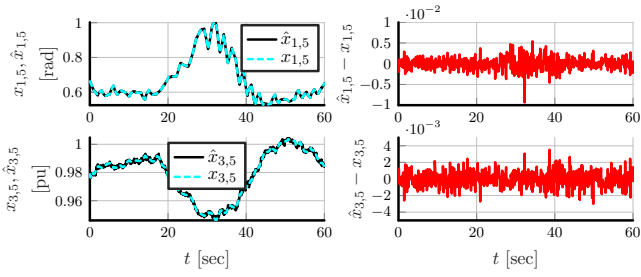 x₁,₅, x̂₁,₅
[rad]
1
0.8
0.6
0 20 40 60
x̂₁,₅
x₁,₅
·10⁻²
x̂₁,₅ − x₁,₅
1
0.5
0
−0.5
−1
0 20 40 60
x₃,₅, x̂₃,₅
[pu]
1
0.98
0.96
0 20 40 60
t [sec]
x̂₃,₅
x₃,₅
·10⁻³
x̂₃,₅ − x₃,₅
4
2
0
−2
−4
0 20 40 60
t [sec]